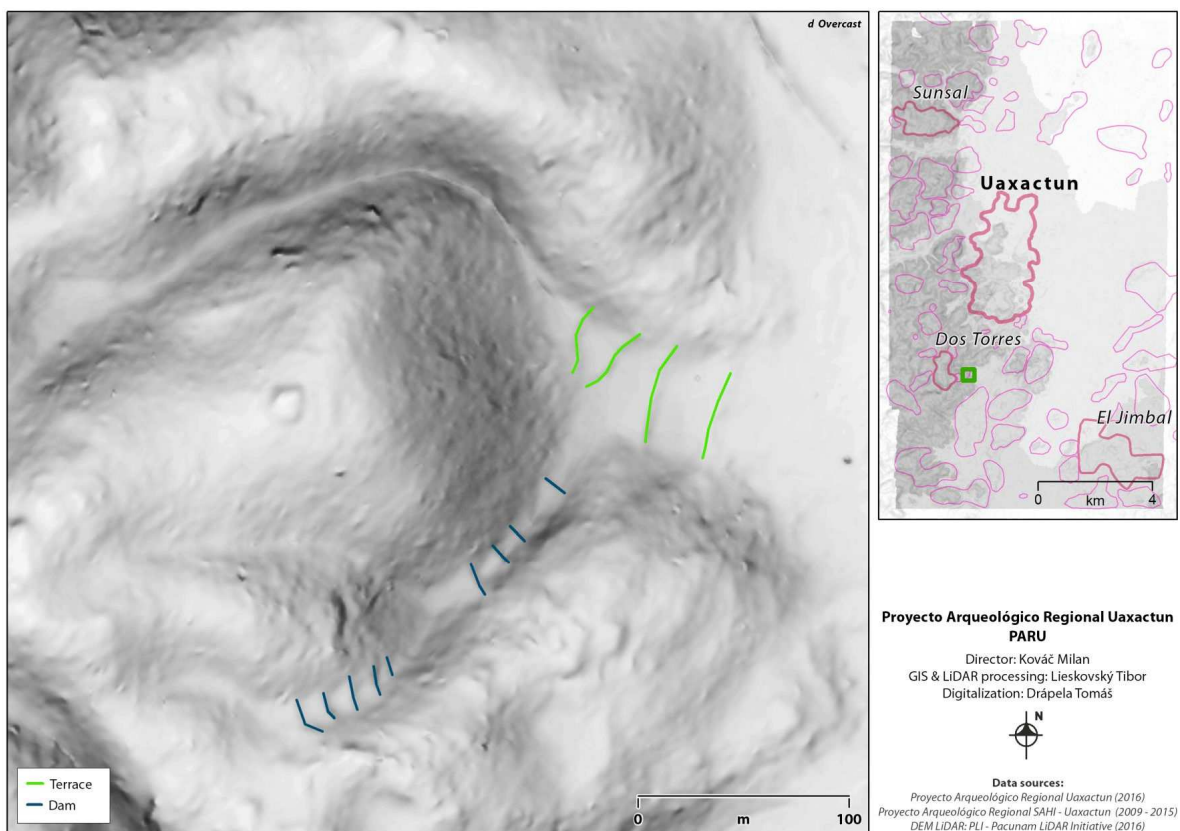 d Overcast
Terrace
Dam
0 m 100
Sunsal
Uaxactun
Dos Torres
El Jimbal
0 km 4
Proyecto Arqueológico Regional Uaxactun
PARU
Director: Kováč Milan
GIS & LiDAR processing: Lieskovský Tibor
Digitalization: Drápela Tomáš
N
Data sources:
Proyecto Arqueológico Regional Uaxactun (2016)
Proyecto Arqueológico Regional SAHI - Uaxactun (2009 - 2015)
DEM LiDAR: PLI - Pacunam LiDAR Initiative (2016)